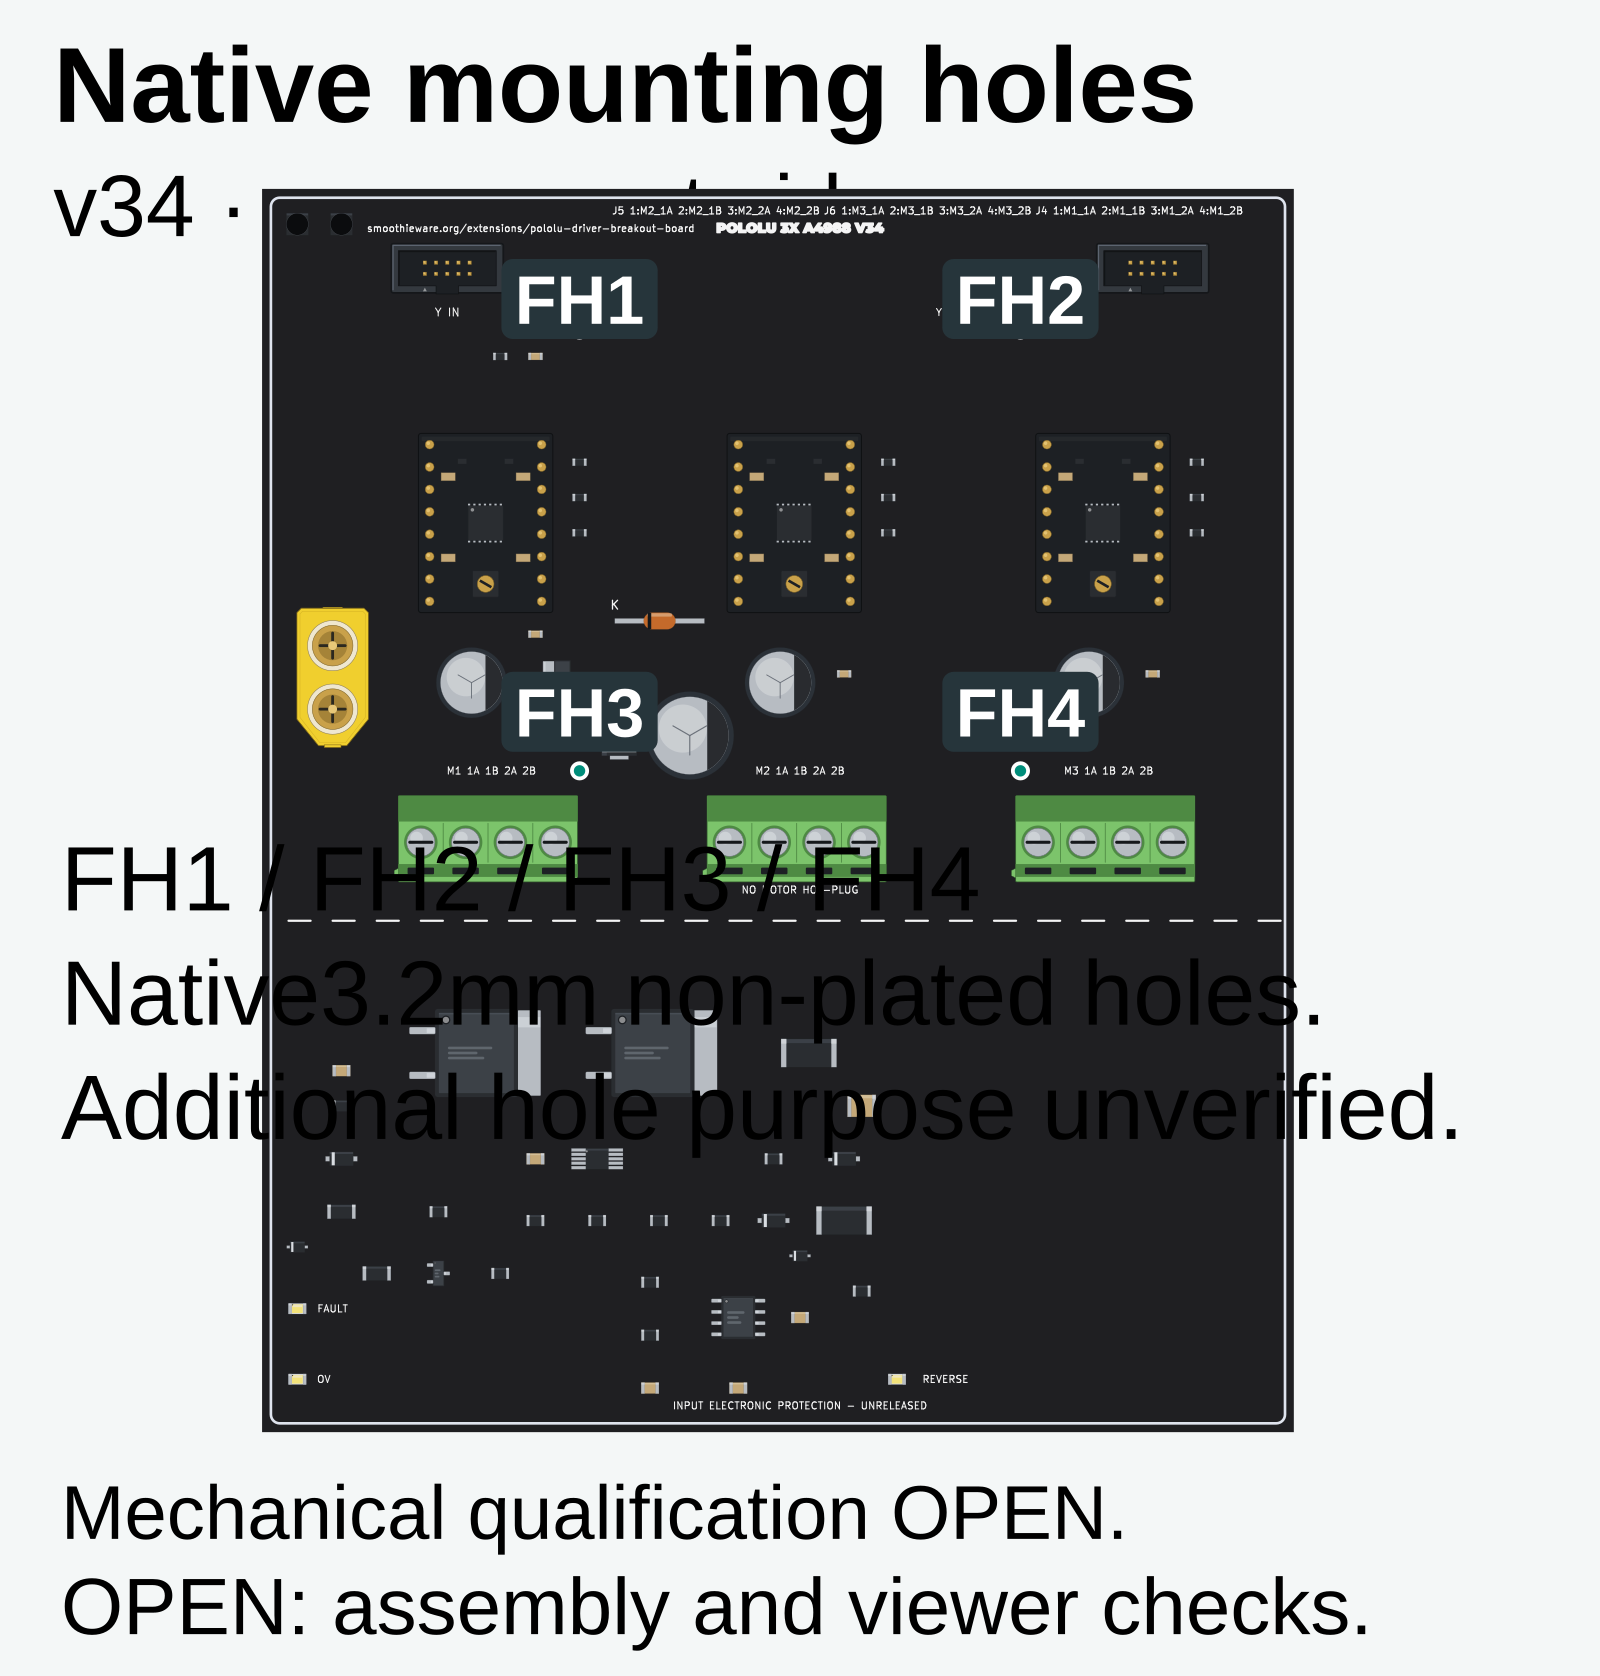 Native mounting holes
v34 ·
J5 1:M2_1A 2:M2_1B 3:M2_2A 4:M2_2B J6 1:M3_1A 2:M3_1B 3:M3_2A 4:M3_2B J4 1:M1_1A 2:M1_1B 3:M1_2A 4:M1_2B
smoothieware.org/extensions/pololu-driver-breakout-board
POLOLU 3X A4988 V34
FH1
FH2
Y IN
Y
K
FH3
FH4
M1 1A 1B 2A 2B
M2 1A 1B 2A 2B
M3 1A 1B 2A 2B
FH1 / FH2 / FH3 / FH4
NO MOTOR HOT-PLUG
Native3.2mm non-plated holes.
Additional hole purpose unverified.
FAULT
OV
REVERSE
INPUT ELECTRONIC PROTECTION – UNRELEASED
Mechanical qualification OPEN.
OPEN: assembly and viewer checks.